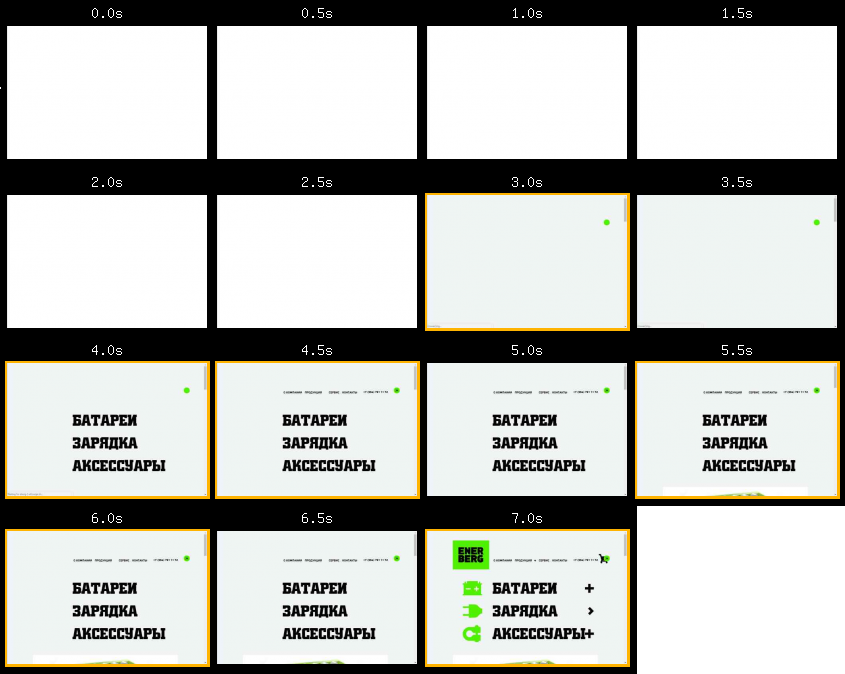 0.0s
0.5s
1.0s
1.5s
2.0s
2.5s
3.0s
3.5s
4.0s
4.5s
5.0s
5.5s
БАТАРЕИ
БАТАРЕИ
БАТАРЕИ
БАТАРЕИ
ЗАРЯДКА
ЗАРЯДКА
ЗАРЯДКА
ЗАРЯДКА
АКСЕССУАРЫ
АКСЕССУАРЫ
АКСЕССУАРЫ
АКСЕССУАРЫ
6.0s
6.5s
7.0s
ENER
BERG
БАТАРЕИ
БАТАРЕИ
БАТАРЕИ +
ЗАРЯДКА
ЗАРЯДКА
ЗАРЯДКА >
АКСЕССУАРЫ
АКСЕССУАРЫ
АКСЕССУАРЫ+